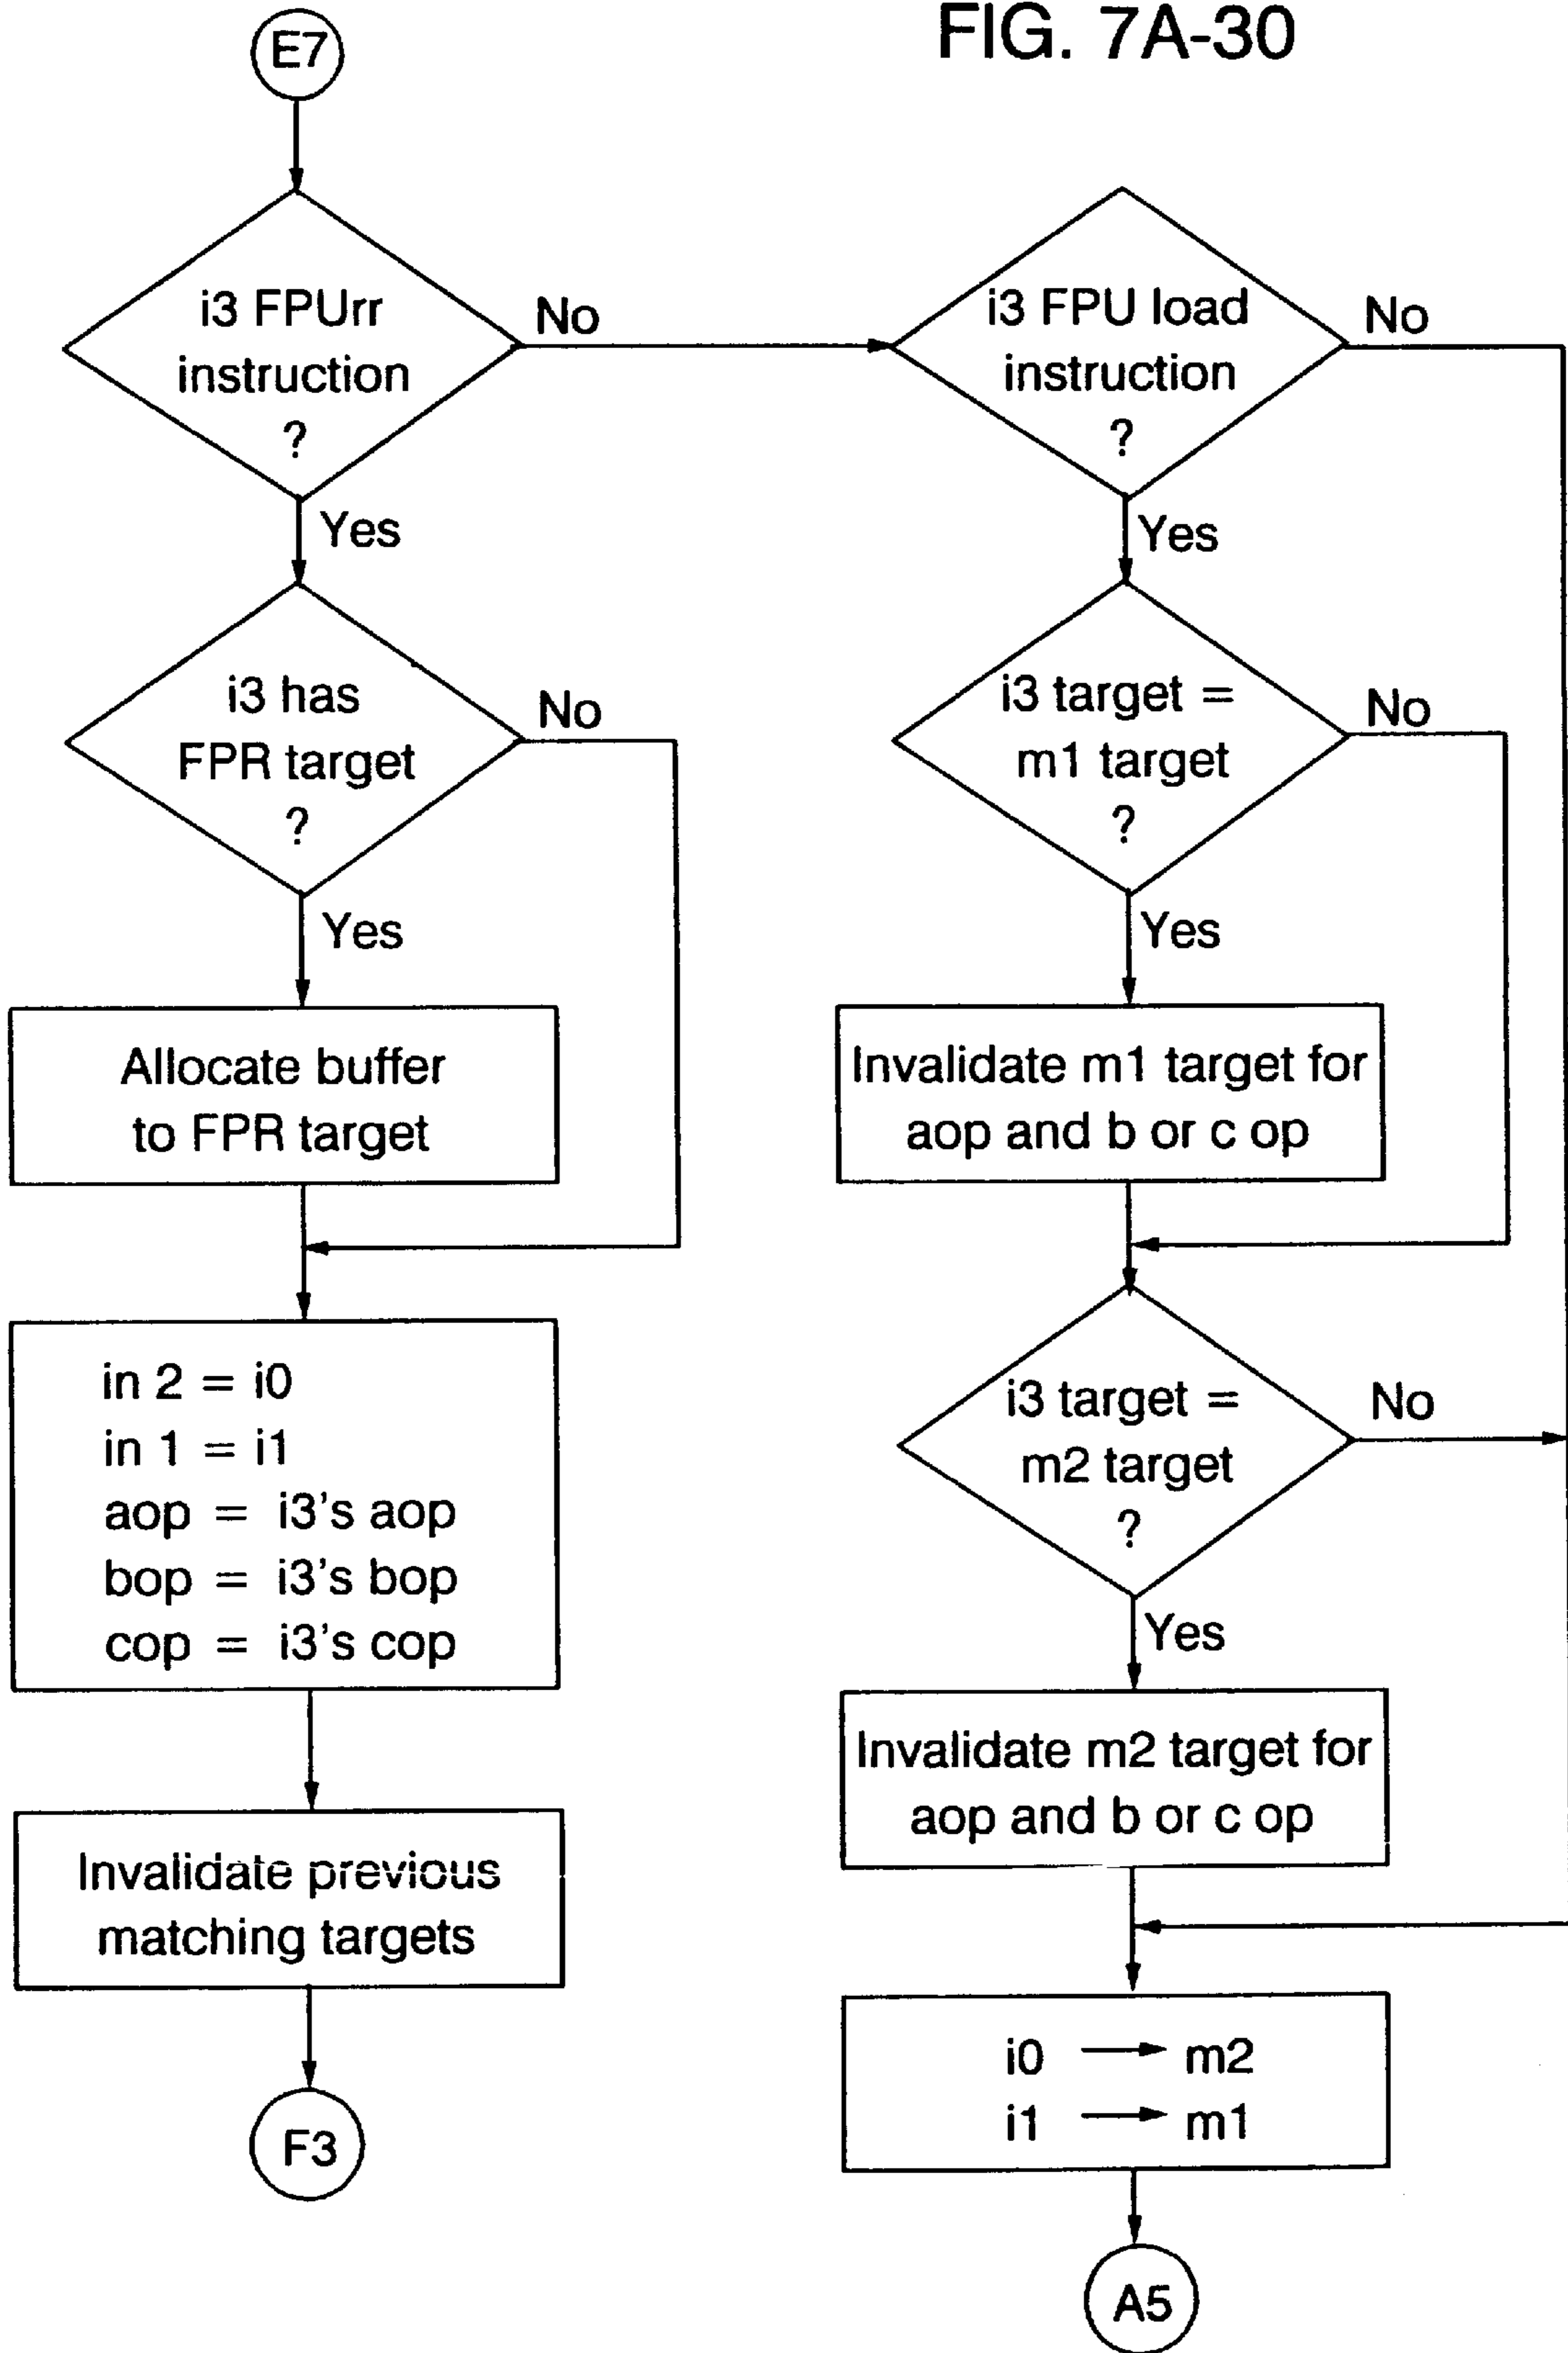 FIG. 7A-30
E7
i3 FPUrr
instruction
?
No
Yes
i3 has
FPR target
?
No
Yes
Allocate buffer
to FPR target
in 2 = i0
in 1 = i1
aop = i3's aop
bop = i3's bop
cop = i3's cop
Invalidate previous
matching targets
F3
i3 FPU load
instruction
?
No
Yes
i3 target =
m1 target
?
No
Yes
Invalidate m1 target for
aop and b or c op
i3 target =
m2 target
?
No
Yes
Invalidate m2 target for
aop and b or c op
i0 → m2
i1 → m1
A5